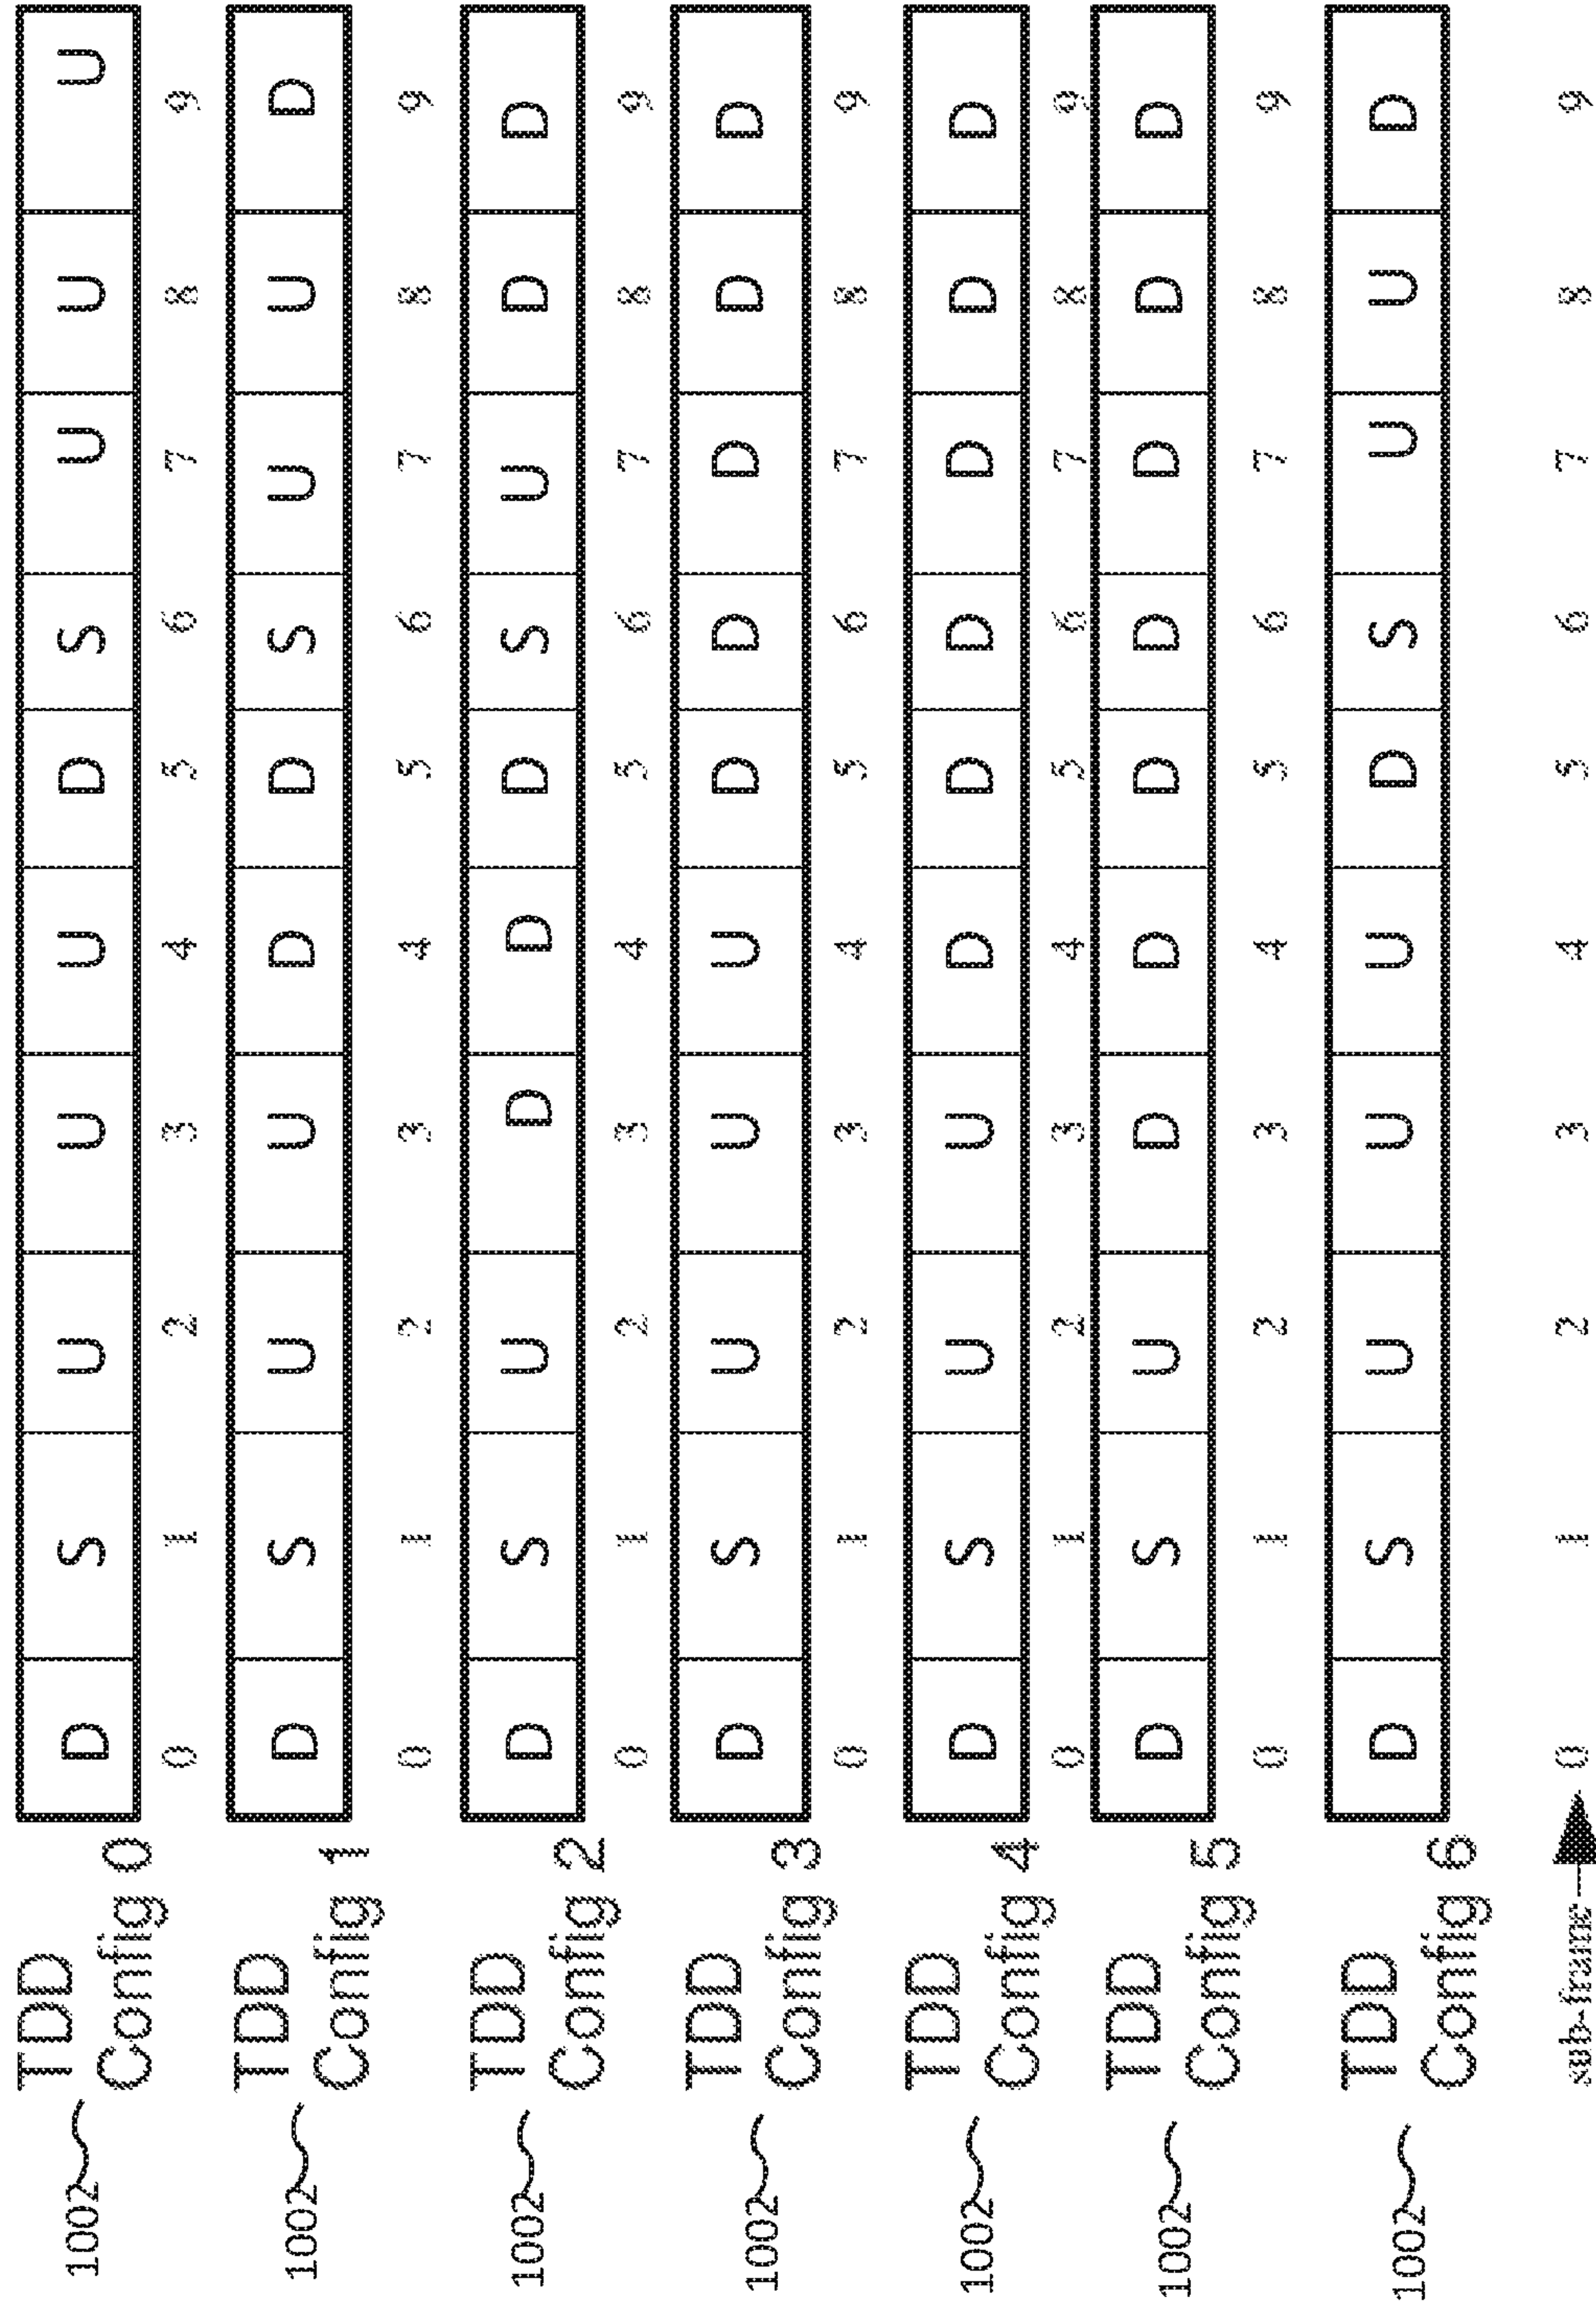 1002 TDD Config 0 D S U U U D S U U U
0 1 2 3 4 5 6 7 8 9
1002 TDD Config 1 D S U U D D S U U D
0 1 2 3 4 5 6 7 8 9
1002 TDD Config 2 D S U D D D S U D D
0 1 2 3 4 5 6 7 8 9
1002 TDD Config 3 D S U U U D D D D D
0 1 2 3 4 5 6 7 8 9
1002 TDD Config 4 D S U U D D D D D D
0 1 2 3 4 5 6 7 8 9
1002 TDD Config 5 D S U D D D D D D D
0 1 2 3 4 5 6 7 8 9
1002 TDD Config 6 D S U U U D S U U D
sub-frame 0 1 2 3 4 5 6 7 8 9